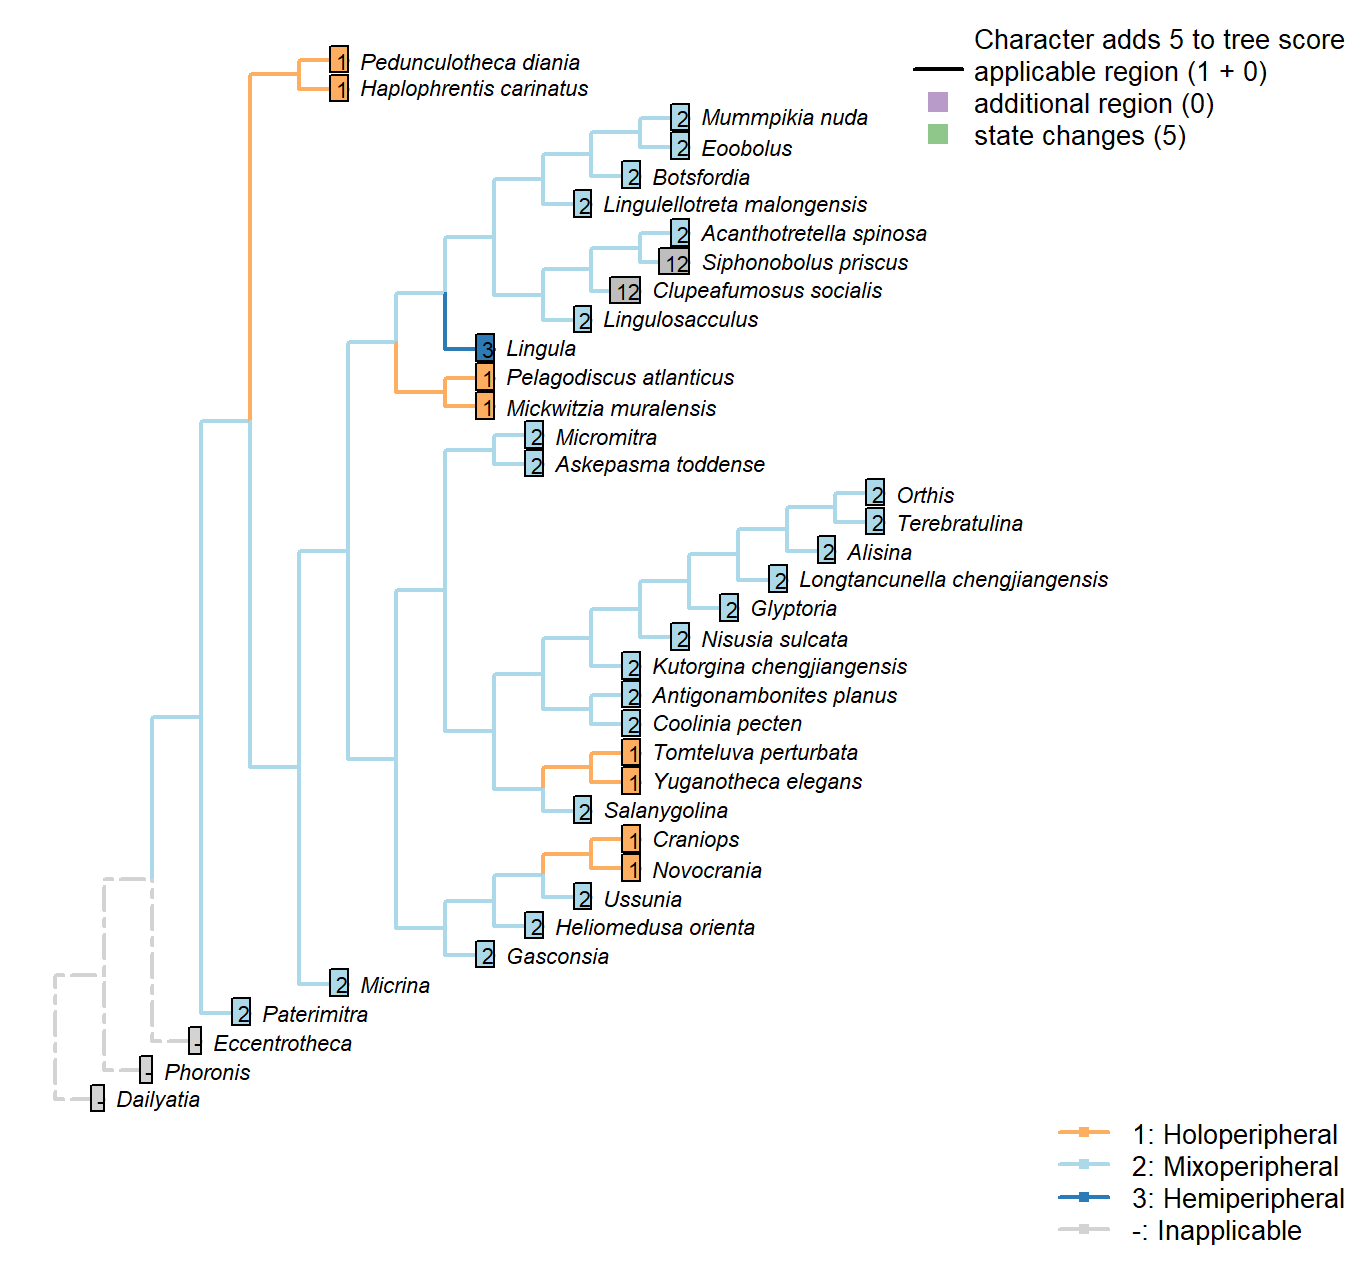 Character adds 5 to tree score
applicable region (1 + 0)
additional region (0)
state changes (5)
1 Pedunculotheca diania
1 Haplophrentis carinatus
2 Mummpikia nuda
2 Eoobolus
2 Botsfordia
2 Lingulellotreta malongensis
2 Acanthotretella spinosa
12 Siphonobolus priscus
12 Clupeafumosus socialis
2 Lingulosacculus
3 Lingula
1 Pelagodiscus atlanticus
1 Mickwitzia muralensis
2 Micromitra
2 Askepasma toddense
2 Orthis
2 Terebratulina
2 Alisina
2 Longtancunella chengjiangensis
2 Glyptoria
2 Nisusia sulcata
2 Kutorgina chengjiangensis
2 Antigonambonites planus
2 Coolinia pecten
1 Tomteluva perturbata
1 Yuganotheca elegans
2 Salanygolina
1 Craniops
1 Novocrania
2 Ussunia
2 Heliomedusa orienta
2 Gasconsia
2 Micrina
2 Paterimitra
- Eccentrotheca
- Phoronis
- Dailyatia
1: Holoperipheral
2: Mixoperipheral
3: Hemiperipheral
-: Inapplicable